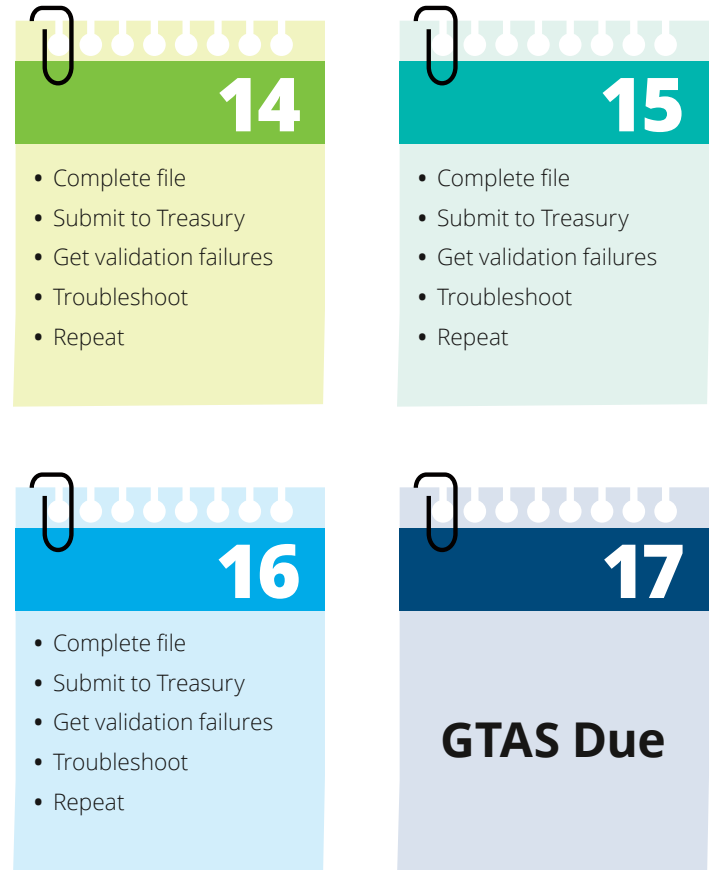 14
• Complete file
• Submit to Treasury
• Get validation failures
• Troubleshoot
• Repeat
15
• Complete file
• Submit to Treasury
• Get validation failures
• Troubleshoot
• Repeat
16
• Complete file
• Submit to Treasury
• Get validation failures
• Troubleshoot
• Repeat
17
GTAS Due